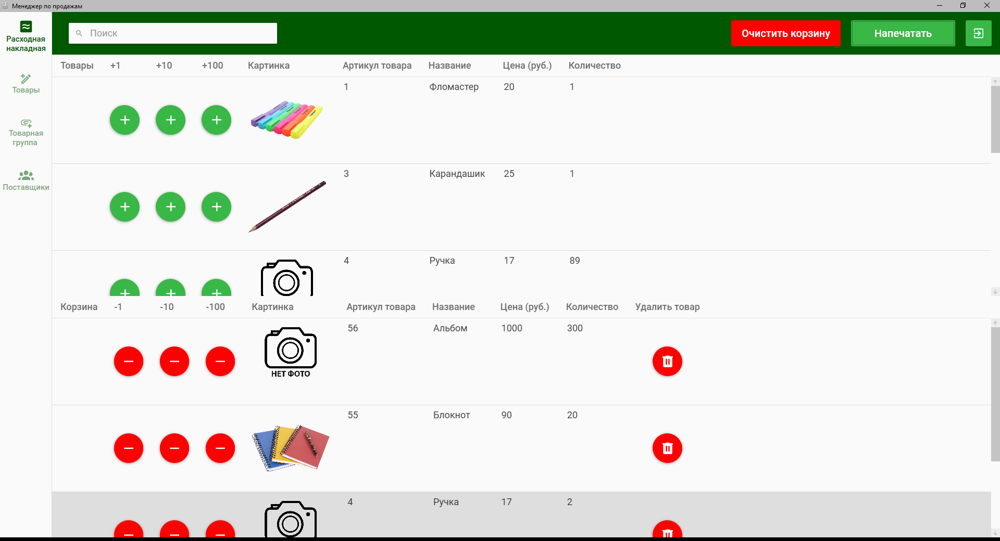 Менеджер по продажам
Расходная
накладная
Товары
Товарная
группа
Поставщики
Поиск
Очистить корзину
Напечатать
Товары +1 +10 +100 Картинка Артикул товара Название Цена (руб.) Количество
1 Фломастер 20 1
3 Карандашик 25 1
4 Ручка 17 89
Корзина -1 -10 -100 Картинка Артикул товара Название Цена (руб.) Количество Удалить товар
56 Альбом 1000 300
НЕТ ФОТО
55 Блокнот 90 20
4 Ручка 17 2